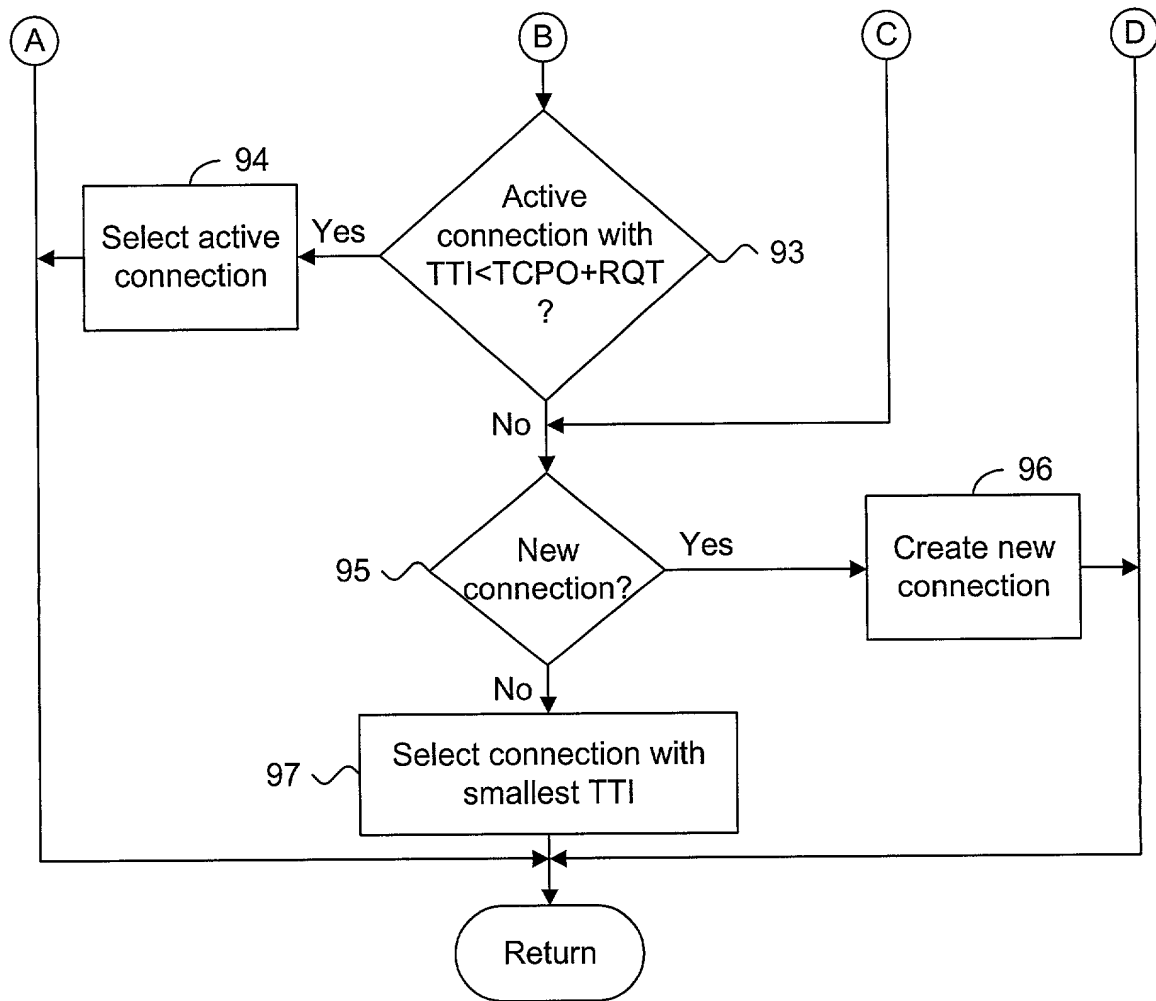 A
B
C
D
94
Select active
connection
Yes
Active
connection with
TTI<TCPO+RQT
?
93
No
96
95
New
connection?
Yes
Create new
connection
No
97
Select connection with
smallest TTI
Return